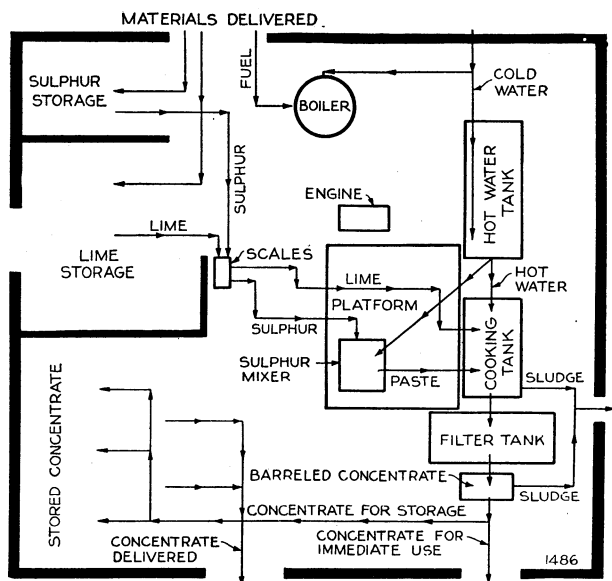 MATERIALS DELIVERED
SULPHUR
STORAGE
FUEL
BOILER
COLD
WATER
SULPHUR
HOT WATER
TANK
ENGINE
LIME
LIME
STORAGE
SCALES
LIME
PLATFORM
HOT
WATER
SULPHUR
COOKING
TANK
SULPHUR
MIXER
PASTE
SLUDGE
STORED CONCENTRATE
FILTER TANK
BARRELED CONCENTRATE
SLUDGE
CONCENTRATE FOR STORAGE
CONCENTRATE
DELIVERED
CONCENTRATE FOR
IMMEDIATE USE
1486